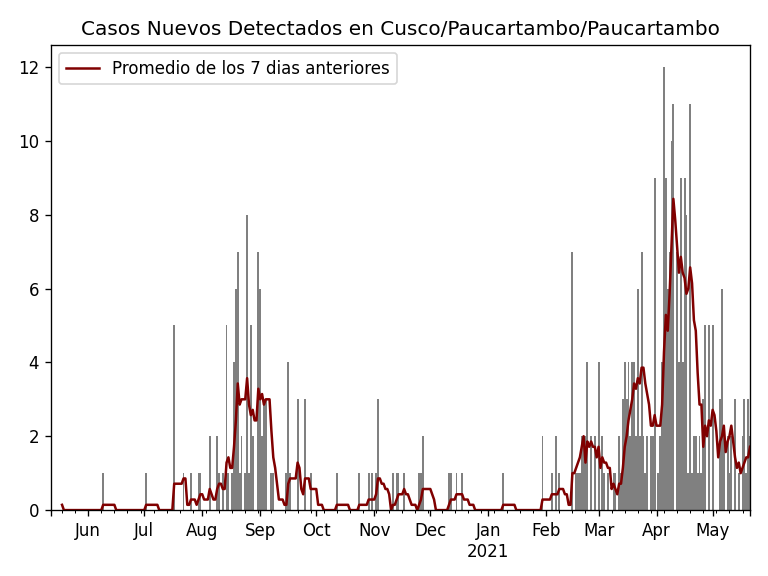 Casos Nuevos Detectados en Cusco/Paucartambo/Paucartambo
Promedio de los 7 dias anteriores
12
10
8
6
4
2
0
Jun Jul Aug Sep Oct Nov Dec Jan Feb Mar Apr May
2021